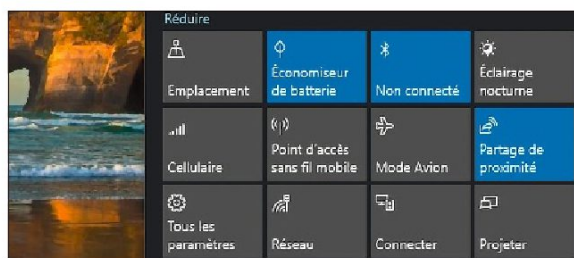 Réduire
Emplacement
Économiseur
de batterie
Non connecté
Éclairage
nocturne
Cellulaire
Point d'accès
sans fil mobile
Mode Avion
Partage de
proximité
Tous les
paramètres
Réseau
Connecter
Projeter